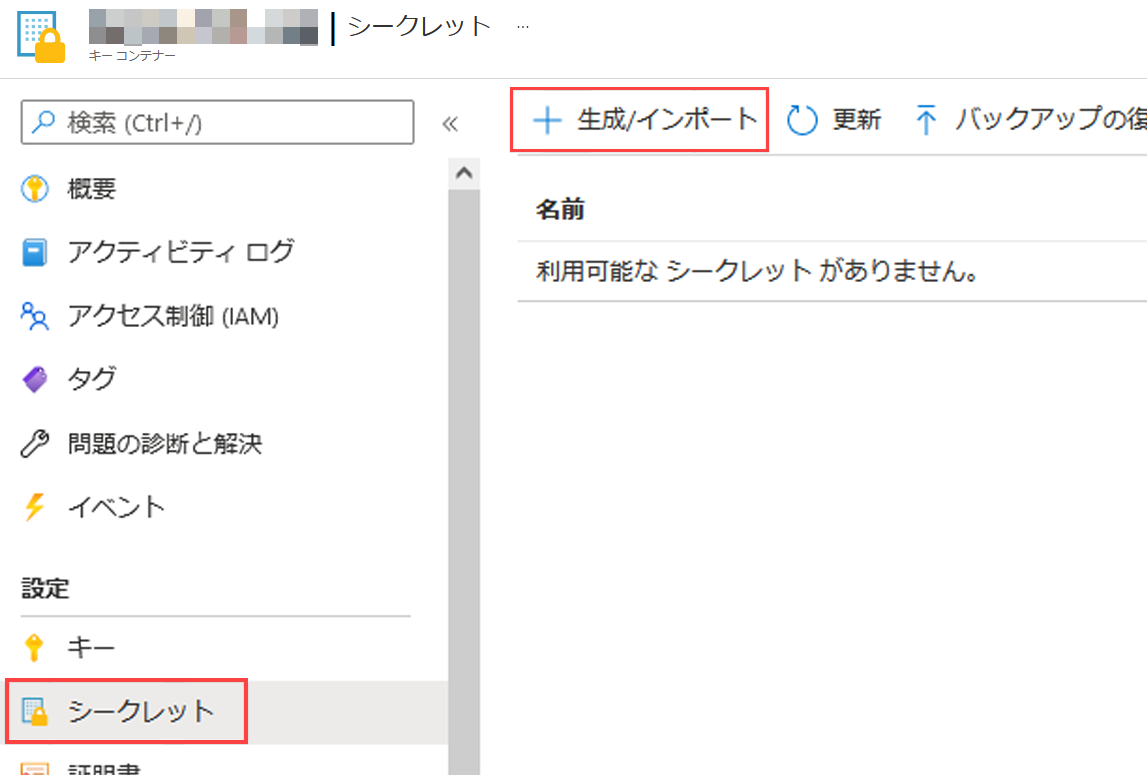 シークレット ...
キー コンテナー
検索 (Ctrl+/)
«
概要
アクティビティ ログ
アクセス制御 (IAM)
タグ
問題の診断と解決
イベント
設定
キー
シークレット
証明書
生成/インポート 更新 バックアップの復
名前
利用可能な シークレット がありません。